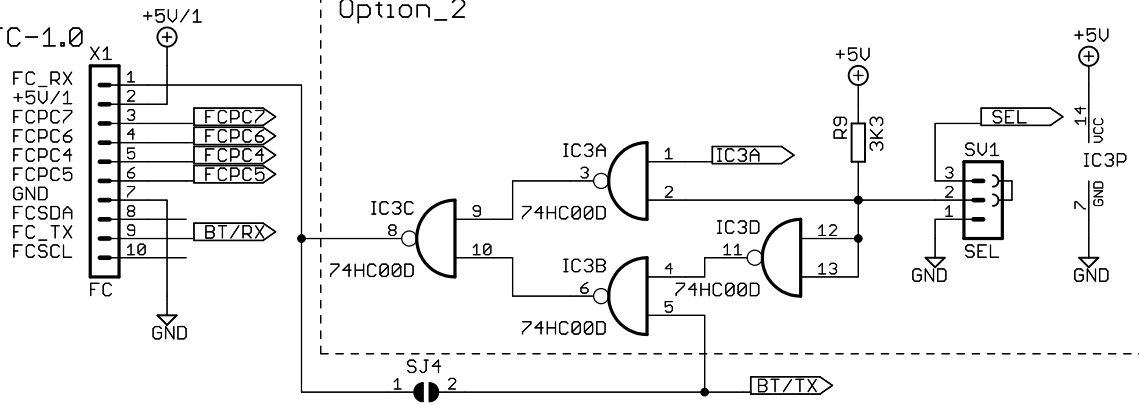 Option_2
TC-1.0
+5V/1
X1
FC_RX 1
+5V/1 2
FCPC7 3 FCPC7
FCPC6 4 FCPC6
FCPC4 5 FCPC4
FCPC5 6 FCPC5
GND 7
FCSDA 8
FC_TX 9 BT/RX
FCSCL 10
FC
GND
IC3C
9
8
10
74HC00D
IC3A
1 IC3A
3
2
74HC00D
IC3D
12
11
13
74HC00D
IC3B
4
6
5
74HC00D
+5V
R9
3K3
SEL
SV1
3
2
1
SEL
GND
+5V
14
VCC
IC3P
7
GND
GND
SJ4
1 2
BT/TX